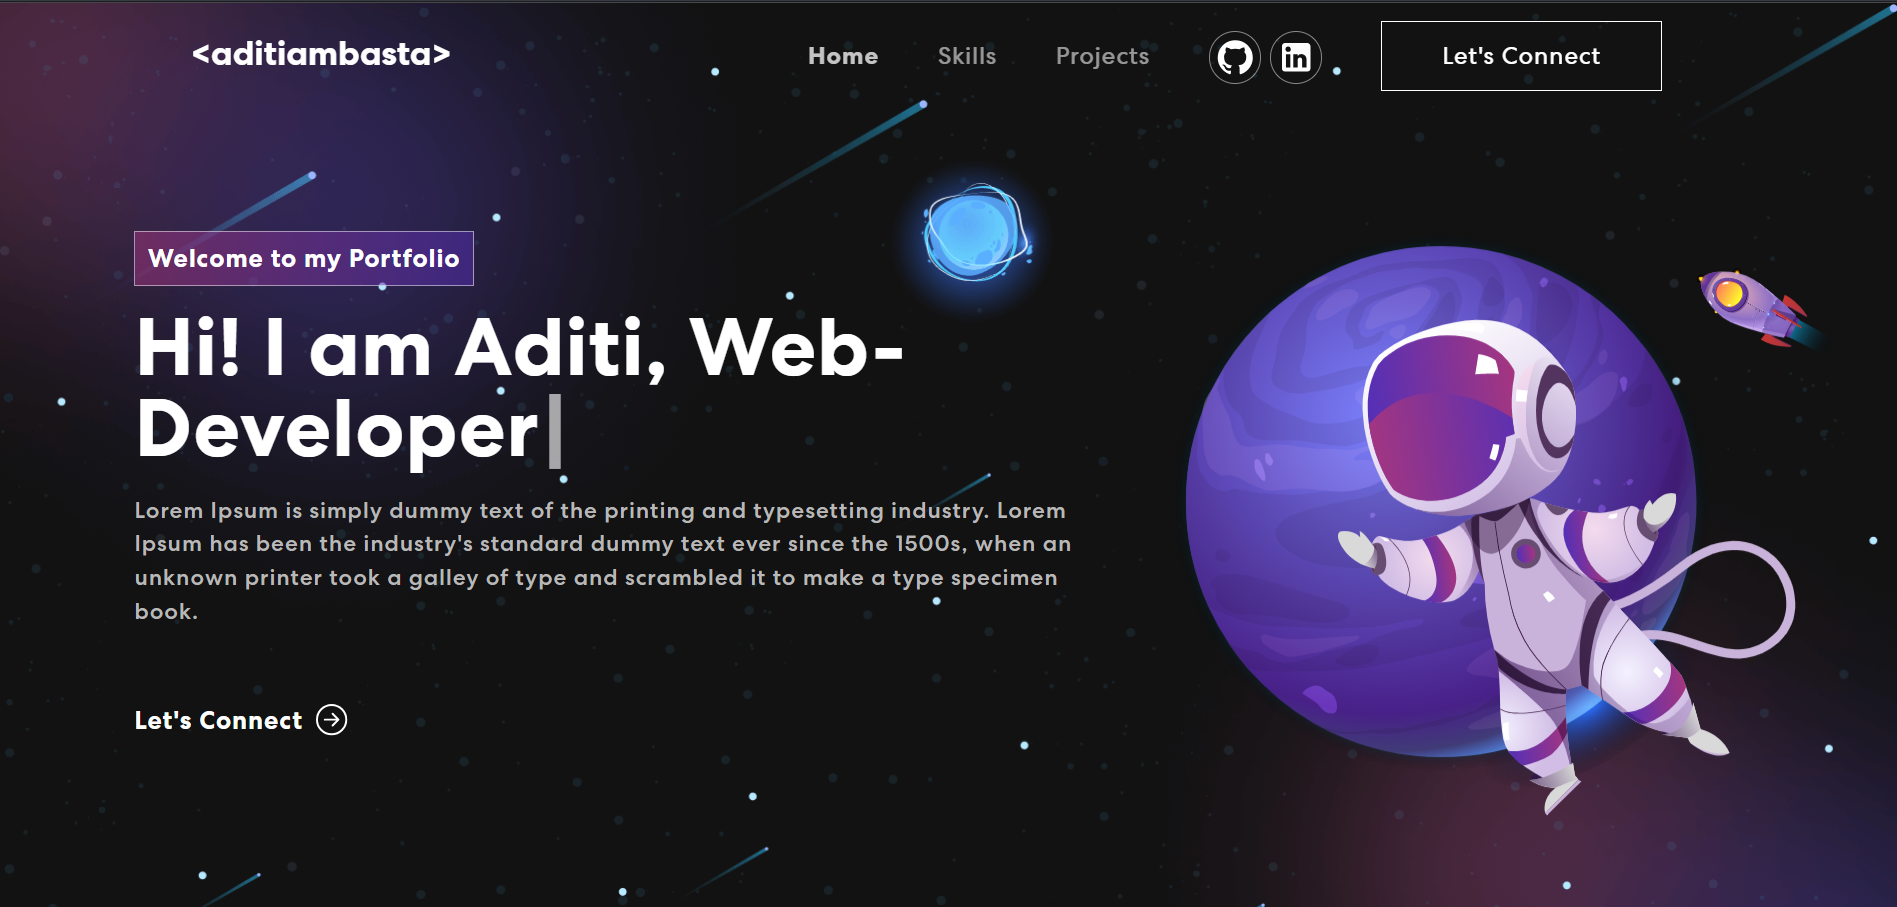 <aditiambasta>
Home Skills Projects Let's Connect
Welcome to my Portfolio
Hi! I am Aditi, Web-
Developer
Lorem Ipsum is simply dummy text of the printing and typesetting industry. Lorem
Ipsum has been the industry's standard dummy text ever since the 1500s, when an
unknown printer took a galley of type and scrambled it to make a type specimen
book.
Let's Connect